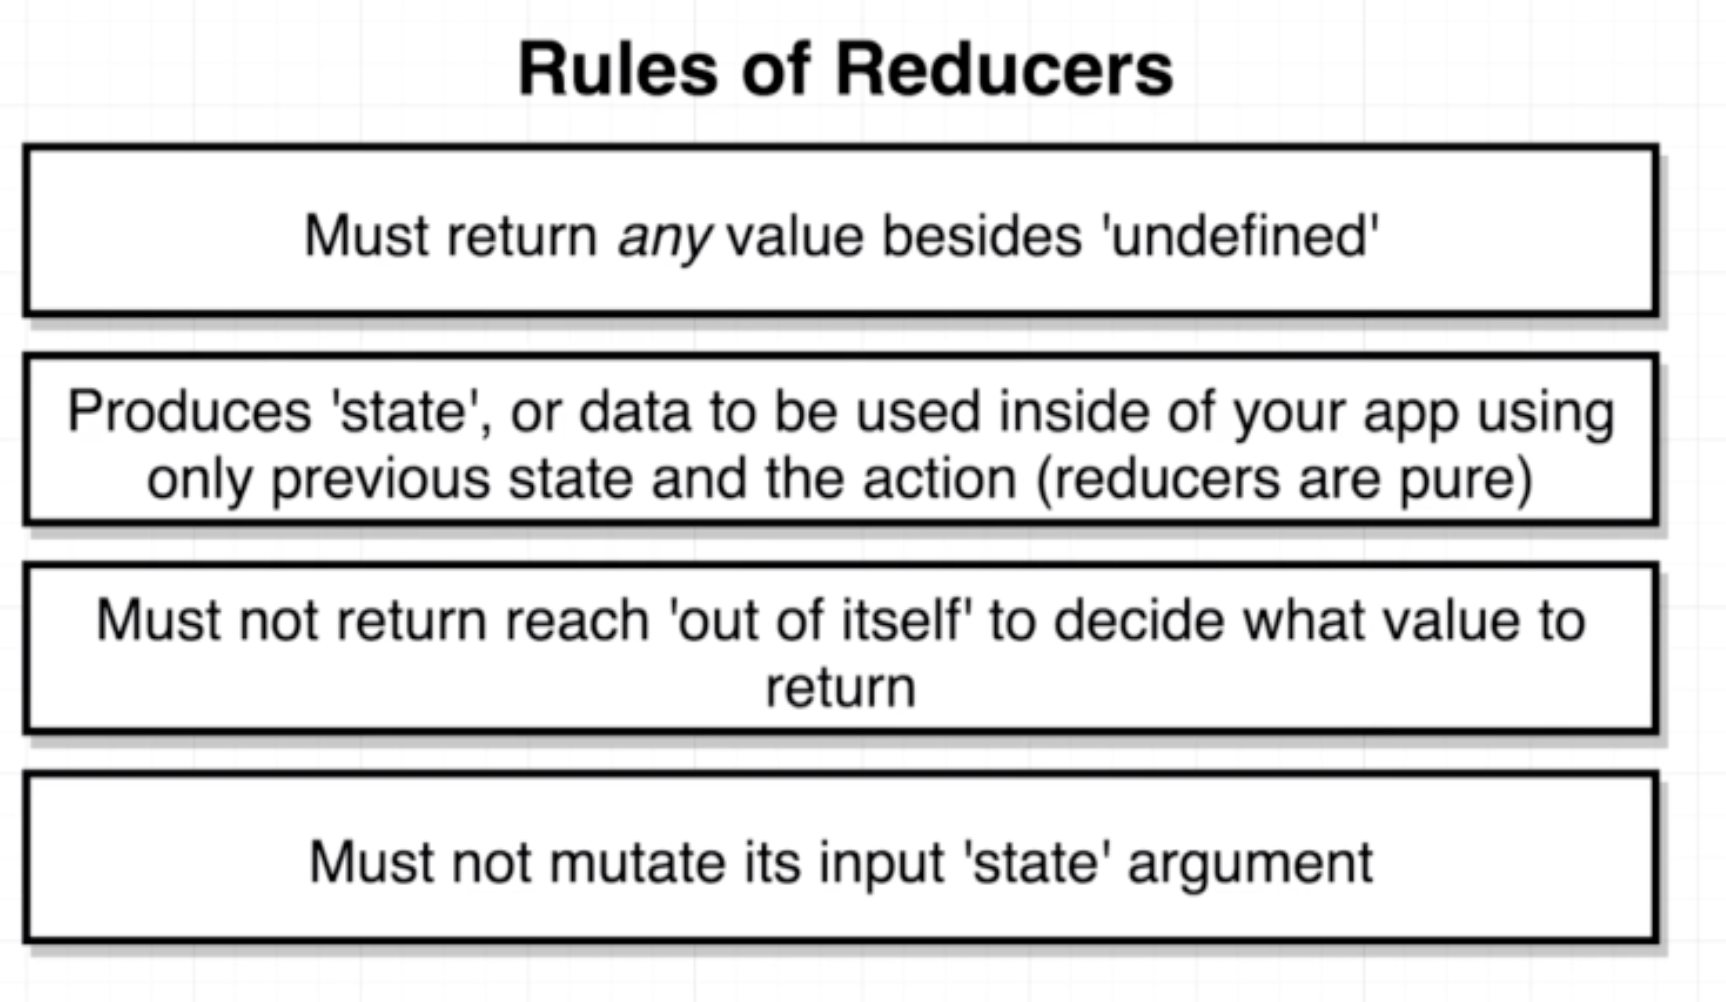 Rules of Reducers
Must return any value besides 'undefined'
Produces 'state', or data to be used inside of your app using
only previous state and the action (reducers are pure)
Must not return reach 'out of itself' to decide what value to
return
Must not mutate its input 'state' argument